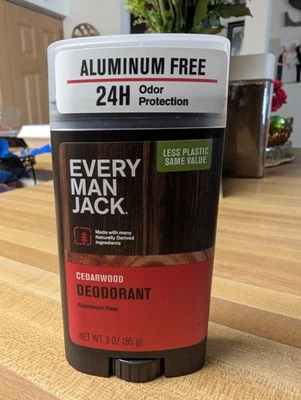 ALUMINUM FREE
24H Odor
Protection
LESS PLASTIC
SAME VALUE
EVERY
MAN
JACK.
Made with many
Naturally Derived
Ingredients
CEDARWOOD
DEODORANT
Aluminum Free
NET WT. 3 OZ (85 g)